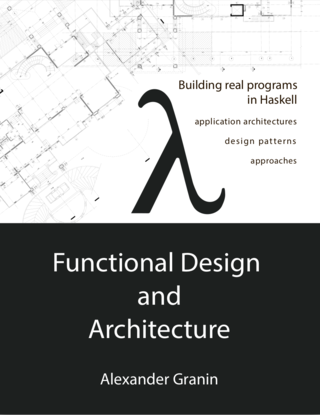 Building real programs
in Haskell
application architectures
design patterns
approaches
λ
Functional Design
and
Architecture
Alexander Granin